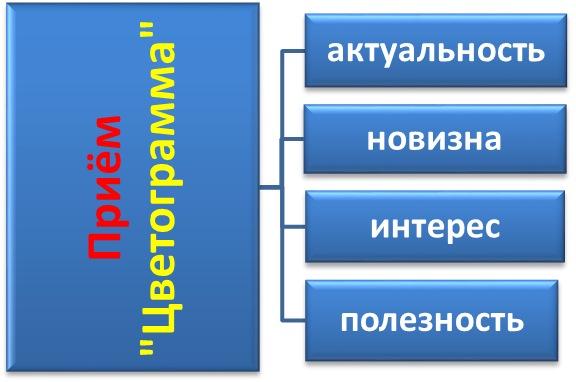 Приём
"Цветограмма"
актуальность
новизна
интерес
полезность